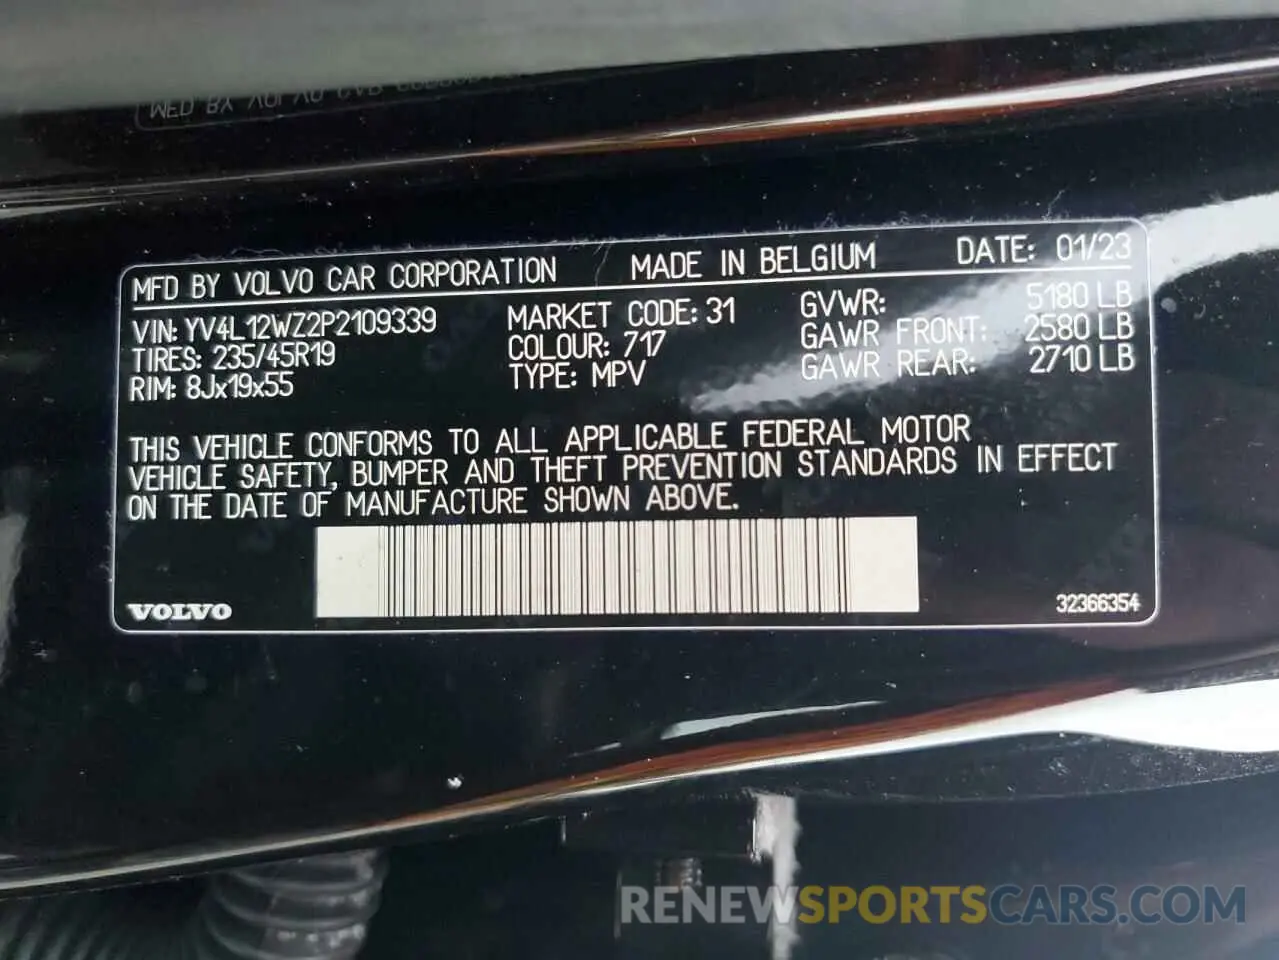 MFD BY VOLVO CAR CORPORATION MADE IN BELGIUM DATE: 01/23
VIN: YV4L12WZ2P2109339 MARKET CODE: 31 GVWR: 5180 LB
TIRES: 235/45R19 COLOUR: 717 GAWR FRONT: 2580 LB
RIM: 8Jx19x55 TYPE: MPV GAWR REAR: 2710 LB
THIS VEHICLE CONFORMS TO ALL APPLICABLE FEDERAL MOTOR
VEHICLE SAFETY, BUMPER AND THEFT PREVENTION STANDARDS IN EFFECT
ON THE DATE OF MANUFACTURE SHOWN ABOVE.
VOLVO 32366354
RENEWSPORTSCARS.COM